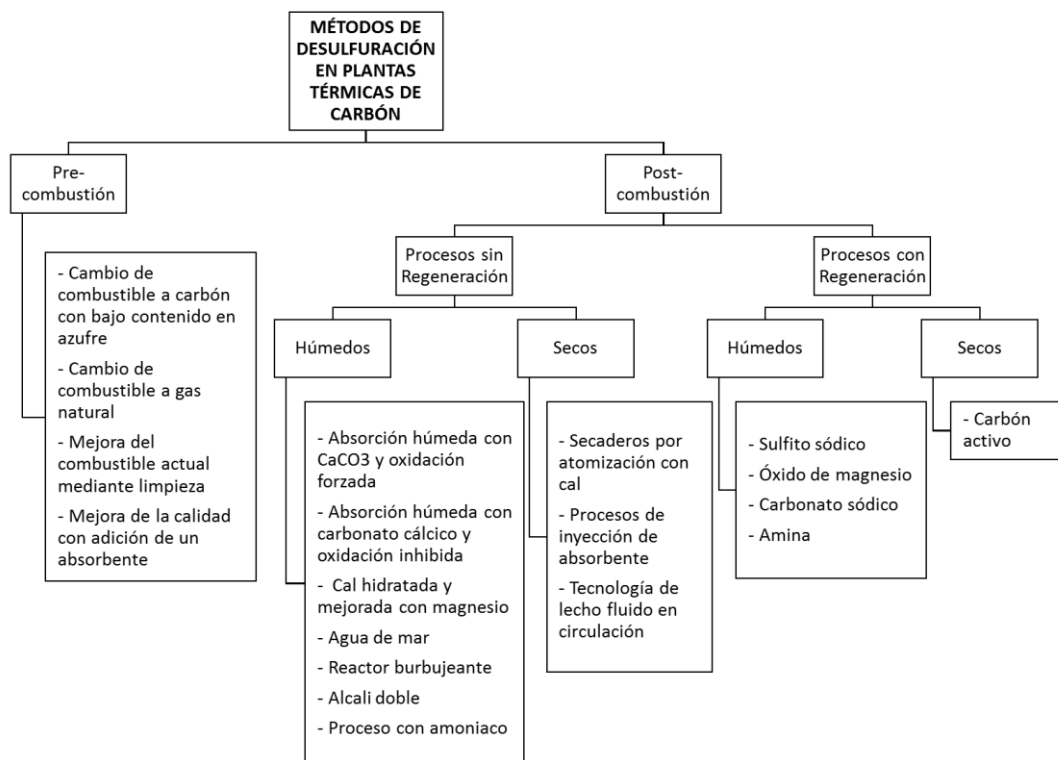 MÉTODOS DE
DESULFURACIÓN
EN PLANTAS
TÉRMICAS DE
CARBÓN
Pre-
combustión
Post-
combustión
- Cambio de
combustible a carbón
con bajo contenido en
azufre
- Cambio de
combustible a gas
natural
- Mejora del
combustible actual
mediante limpieza
- Mejora de la calidad
con adición de un
absorbente
Procesos sin
Regeneración
Procesos con
Regeneración
Húmedos
Secos
Húmedos
Secos
- Absorción húmeda con
CaCO3 y oxidación
forzada
- Absorción húmeda con
carbonato cálcico y
oxidación inhibida
- Cal hidratada y
mejorada con magnesio
- Agua de mar
- Reactor burbujeante
- Alcali doble
- Proceso con amoniaco
- Secaderos por
atomización con
cal
- Procesos de
inyección de
absorbente
- Tecnología de
lecho fluido en
circulación
- Sulfito sódico
- Óxido de magnesio
- Carbonato sódico
- Amina
- Carbón
activo